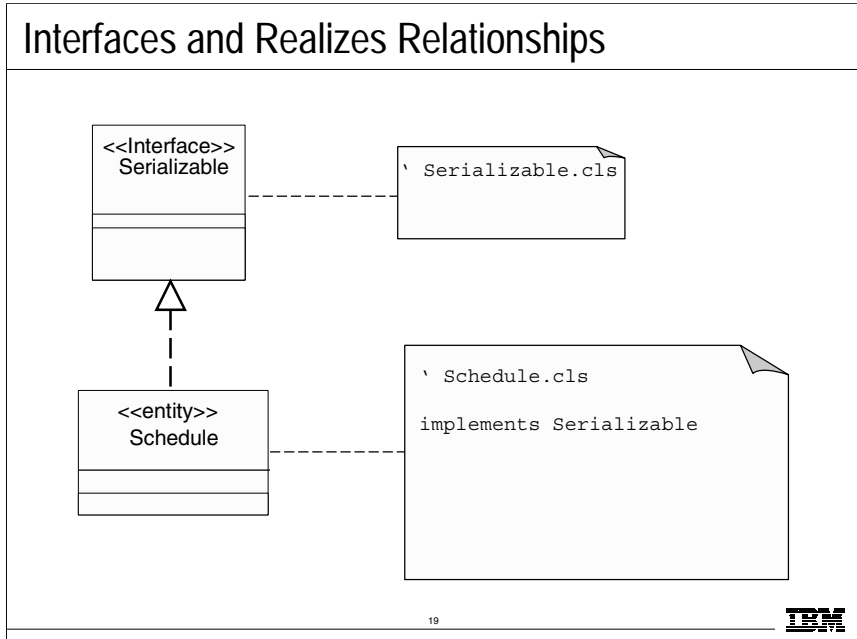 Interfaces and Realizes Relationships
<<Interface>>
Serializable
` Serializable.cls
<<entity>>
Schedule
` Schedule.cls
implements Serializable
19
IBM